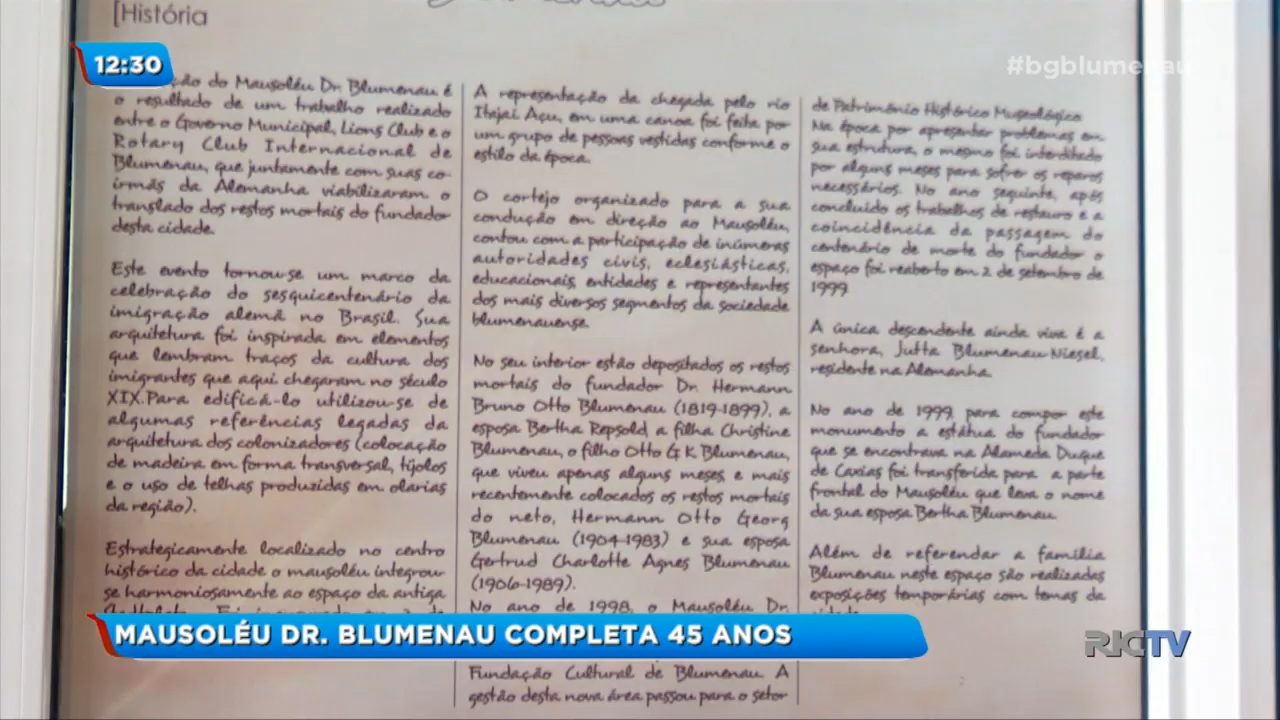 [História
12:30
#bgblumenau
ção do Mausoléu Dr. Blumenau é
o resultado de um trabalho realizado
entre o Governo Municipal, Lions Club e o
Rotary Club Internacional de
Blumenau, que juntamente com suas co-
irmãs da Alemanha viabilizaram o
translado dos restos mortais do fundador
desta cidade.
Este evento tornou-se um marco da
celebração do sesquicentenário da
imigração alemã no Brasil. Sua
arquitetura foi inspirada em elementos
que lembram traços da cultura dos
imigrantes que aqui chegaram no século
XIX.Para edificá-lo utilizou-se de
algumas referências legadas da
arquitetura dos colonizadores (colocação
de madeira em forma transversal, tijolos
e o uso de telhas produzidas em olarias
da região).
Estrategicamente localizado no centro
histórico da cidade o mausoléu integrou-
se harmoniosamente ao espaço da antiga
A representação da chegada pelo rio
Itajaí Açu, em uma canoa foi feita por
um grupo de pessoas vestidas conforme o
estilo da época.
O cortejo organizado para a sua
condução em direção ao Mausoléu,
contou com a participação de inúmeras
autoridades civis, eclesiásticas,
educacionais, entidades e representantes
dos mais diversos segmentos da sociedade
blumenauense.
No seu interior estão depositados os restos
mortais do fundador Dr. Hermann
Bruno Otto Blumenau (1819-1899), a
esposa Bertha Repsold, a filha Christine
Blumenau, o filho Otto G.K. Blumenau,
que viveu apenas alguns meses, e mais
recentemente colocados os restos mortais
do neto, Hermann Otto Georg
Blumenau (1904-1983) e sua esposa
Gertrud Charlotte Agnes Blumenau
(1906-1989).
No ano de 1998, o Mausoléu Dr.
Fundação Cultural de Blumenau. A
gestão desta nova área passou para o setor
de Patrimônio Histórico Museológico.
Na época por apresentar problemas em
sua estrutura, o mesmo foi interditado
por alguns meses para sofrer os reparos
necessários. No ano seguinte, após
concluído os trabalhos de restauro e a
coincidência da passagem do
centenário de morte do fundador o
espaço foi reaberto em 2 de setembro de
1999.
A única descendente ainda viva é a
senhora, Jutta Blumenau-Niesel,
residente na Alemanha.
No ano de 1999, para compor este
monumento a estátua do fundador
que se encontrava na Alameda Duque
de Caxias foi transferida para a parte
frontal do Mausoléu que leva o nome
da sua esposa Bertha Blumenau.
Além de referendar a família
Blumenau neste espaço são realizadas
exposições temporárias com temas da
cidade.
MAUSOLÉU DR. BLUMENAU COMPLETA 45 ANOS
RICTV